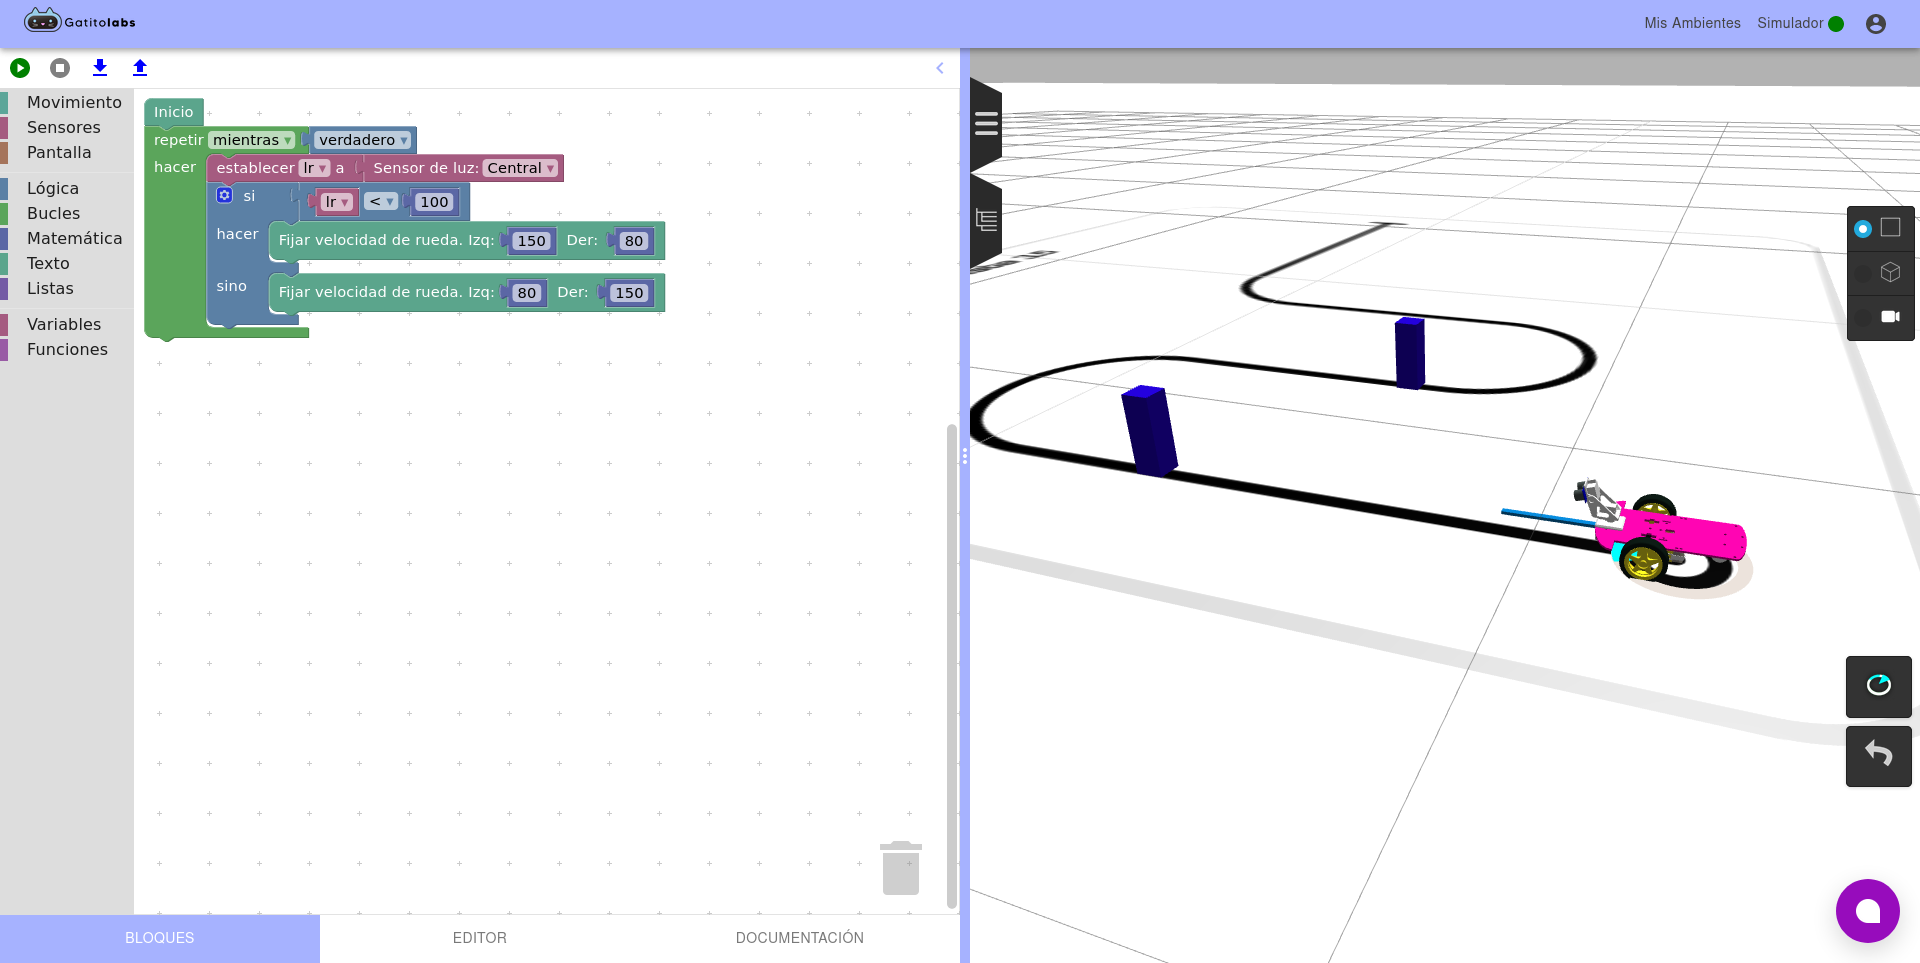 Gatitolabs
Mis Ambientes
Simulador
Movimiento
Sensores
Pantalla
Lógica
Bucles
Matemática
Texto
Listas
Variables
Funciones
Inicio
repetir mientras ▾ verdadero ▾
hacer establecer lr ▾ a Sensor de luz: Central ▾
si lr ▾ < ▾ 100
hacer Fijar velocidad de rueda. Izq: 150 Der: 80
sino Fijar velocidad de rueda. Izq: 80 Der: 150
BLOQUES
EDITOR
DOCUMENTACIÓN